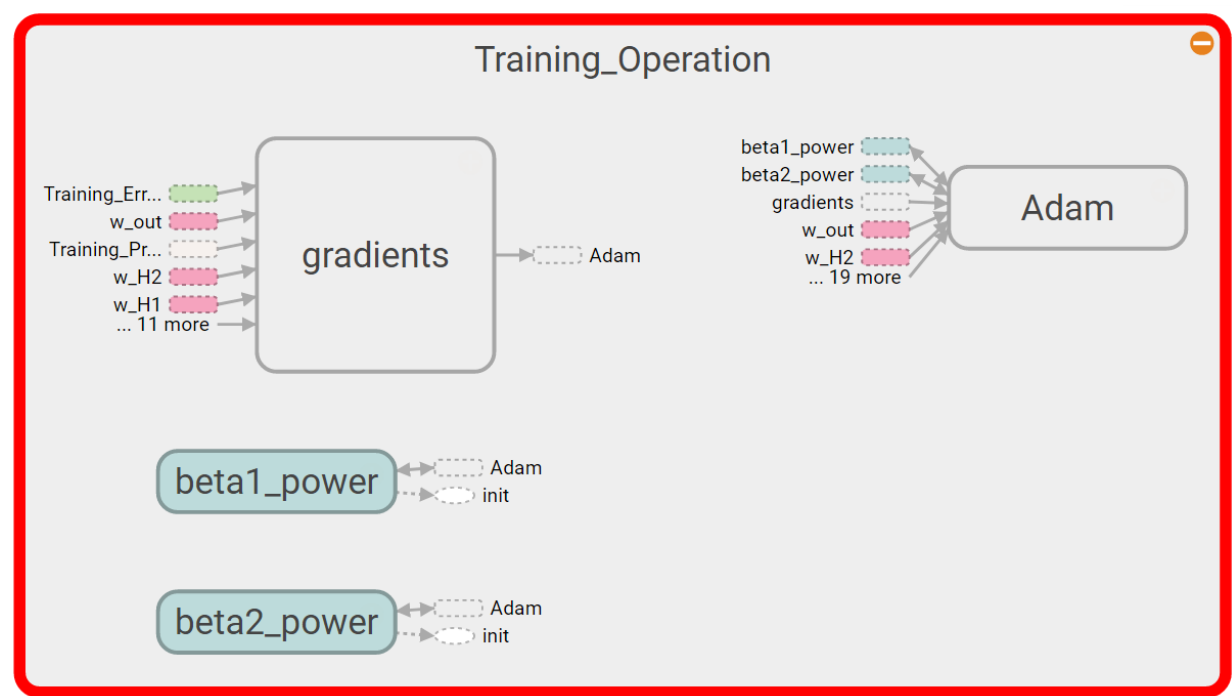 Training_Operation
Training_Err...
w_out
Training_Pr...
w_H2
w_H1
... 11 more
gradients
Adam
beta1_power
beta2_power
gradients
w_out
w_H2
... 19 more
Adam
beta1_power
Adam
init
beta2_power
Adam
init